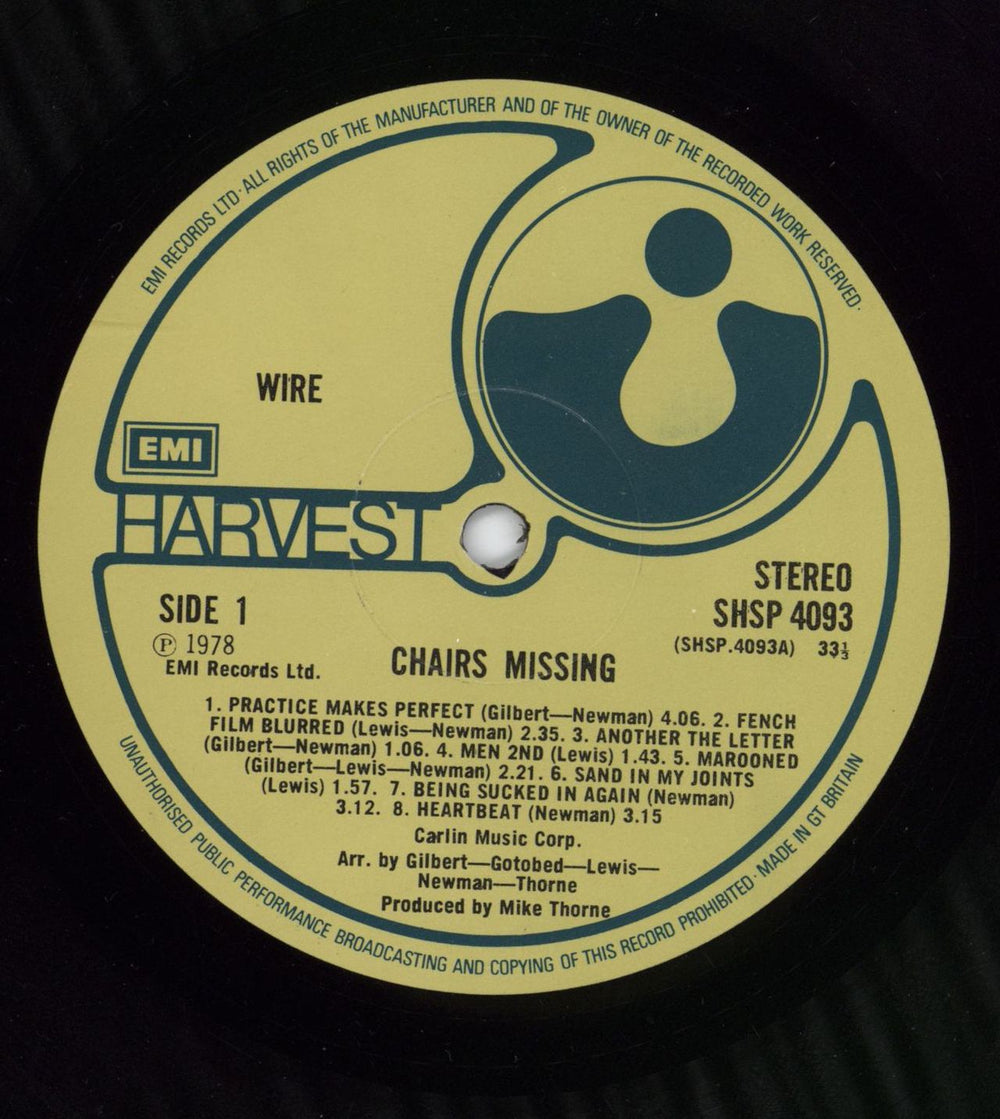 EMI RECORDS LTD· ALL RIGHTS OF THE MANUFACTURER AND OF THE OWNER OF THE RECORDED WORK RESERVED·
WIRE
EMI
HARVEST
STEREO
SHSP 4093
(SHSP.4093A) 33⅓
SIDE 1
℗ 1978
EMI Records Ltd.
CHAIRS MISSING
1. PRACTICE MAKES PERFECT (Gilbert—Newman) 4.06. 2. FENCH
FILM BLURRED (Lewis—Newman) 2.35. 3. ANOTHER THE LETTER
(Gilbert—Newman) 1.06. 4. MEN 2ND (Lewis) 1.43. 5. MAROONED
(Gilbert—Lewis—Newman) 2.21. 6. SAND IN MY JOINTS
(Lewis) 1.57. 7. BEING SUCKED IN AGAIN (Newman)
3.12. 8. HEARTBEAT (Newman) 3.15
Carlin Music Corp.
Arr. by Gilbert—Gotobed—Lewis—
Newman—Thorne
Produced by Mike Thorne
UNAUTHORISED PUBLIC PERFORMANCE BROADCASTING AND COPYING OF THIS RECORD PROHIBITED· MADE IN GT BRITAIN